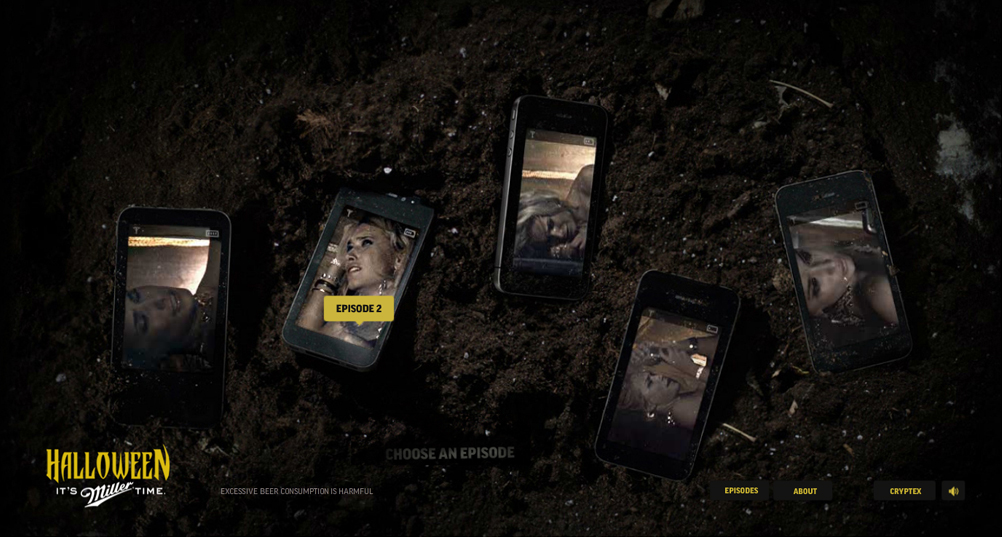 EPISODE 2
CHOOSE AN EPISODE
HALLOWEEN
IT'S Miller TIME.
EXCESSIVE BEER CONSUMPTION IS HARMFUL
EPISODES
ABOUT
CRYPTEX